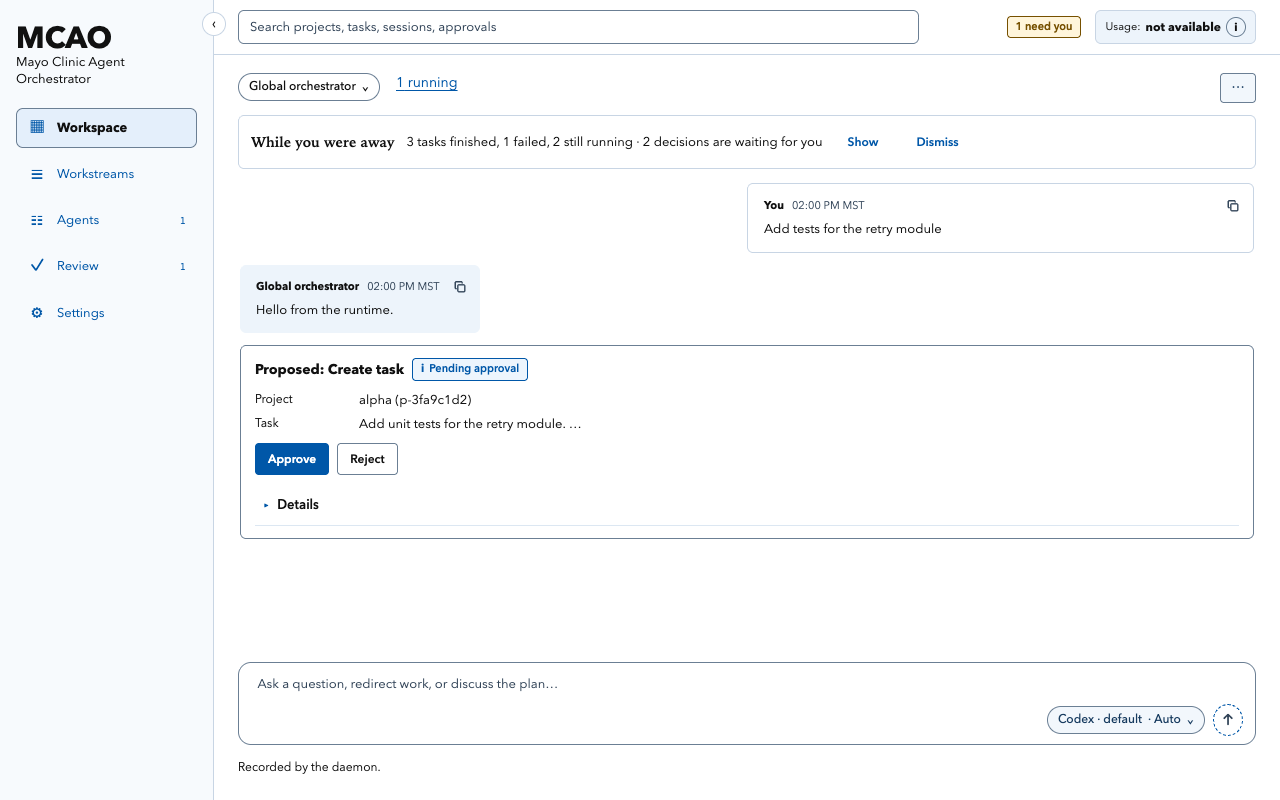 MCAO
Mayo Clinic Agent
Orchestrator
Workspace
Workstreams
Agents 1
Review 1
Settings
Search projects, tasks, sessions, approvals
1 need you
Usage: not available i
Global orchestrator
1 running
...
While you were away 3 tasks finished, 1 failed, 2 still running · 2 decisions are waiting for you Show Dismiss
You 02:00 PM MST
Add tests for the retry module
Global orchestrator 02:00 PM MST
Hello from the runtime.
Proposed: Create task i Pending approval
Project alpha (p-3fa9c1d2)
Task Add unit tests for the retry module. …
Approve Reject
Details
Ask a question, redirect work, or discuss the plan…
Codex · default · Auto
Recorded by the daemon.